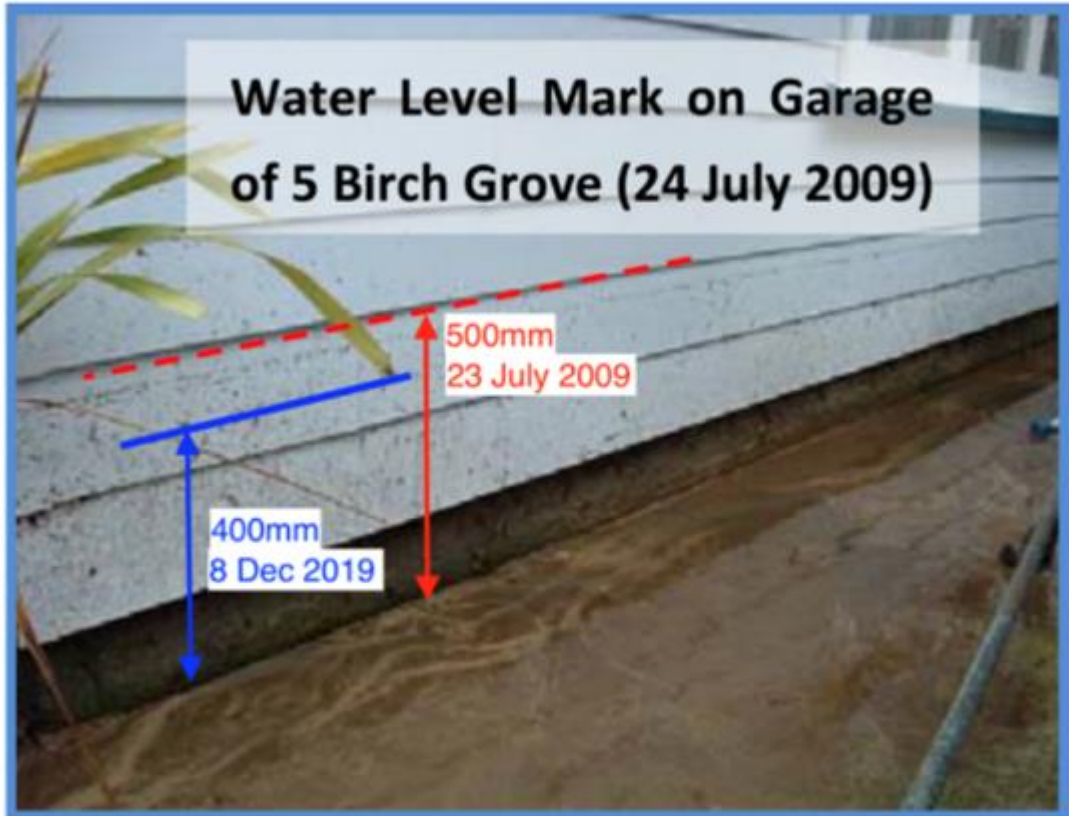 Water Level Mark on Garage
of 5 Birch Grove (24 July 2009)
500mm
23 July 2009
400mm
8 Dec 2019